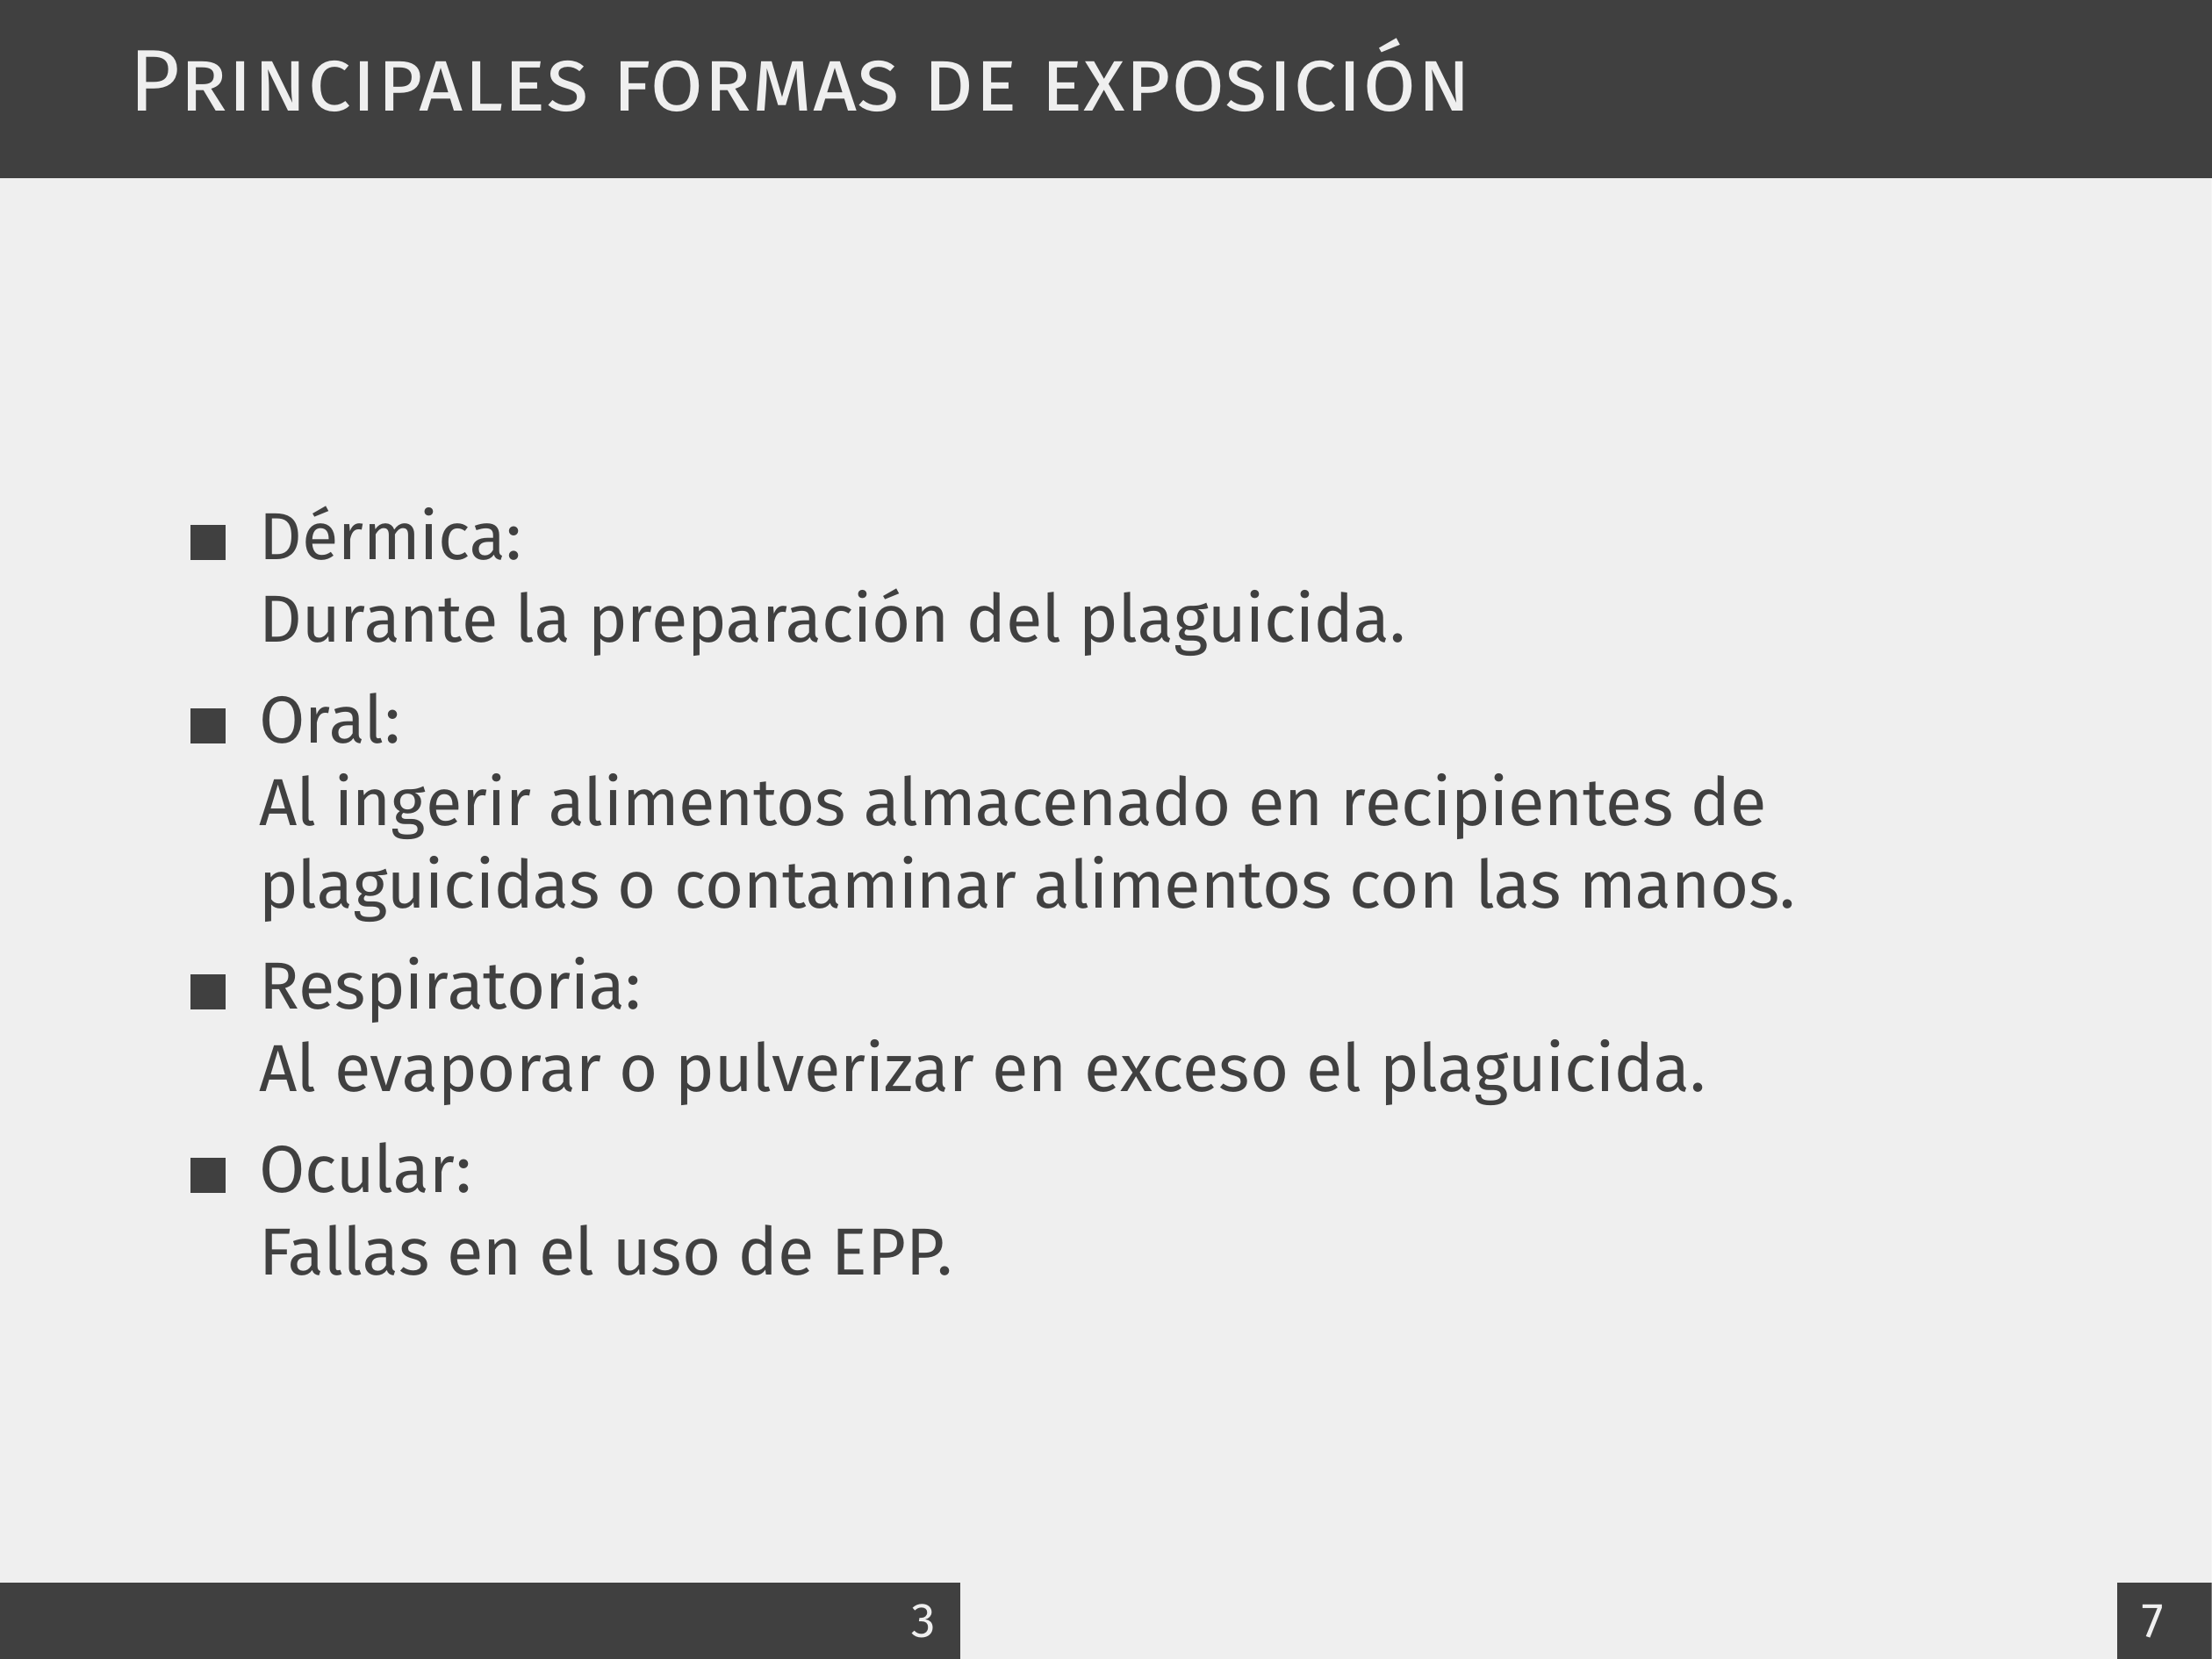 Principales formas de exposición
Dérmica:
Durante la preparación del plaguicida.
Oral:
Al ingerir alimentos almacenado en recipientes de
plaguicidas o contaminar alimentos con las manos.
Respiratoria:
Al evaporar o pulverizar en exceso el plaguicida.
Ocular:
Fallas en el uso de EPP.
3
7